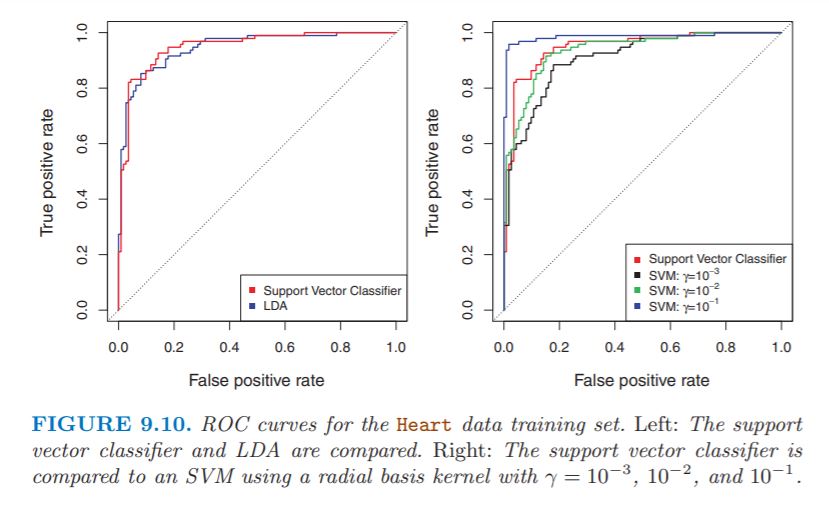 1.0
0.8
0.6
0.4
0.2
0.0
True positive rate
Support Vector Classifier
LDA
0.0 0.2 0.4 0.6 0.8 1.0
False positive rate
1.0
0.8
0.6
0.4
0.2
0.0
True positive rate
Support Vector Classifier
SVM: γ=10⁻³
SVM: γ=10⁻²
SVM: γ=10⁻¹
0.0 0.2 0.4 0.6 0.8 1.0
False positive rate
FIGURE 9.10. ROC curves for the Heart data training set. Left: The support
vector classifier and LDA are compared. Right: The support vector classifier is
compared to an SVM using a radial basis kernel with γ = 10⁻³, 10⁻², and 10⁻¹.